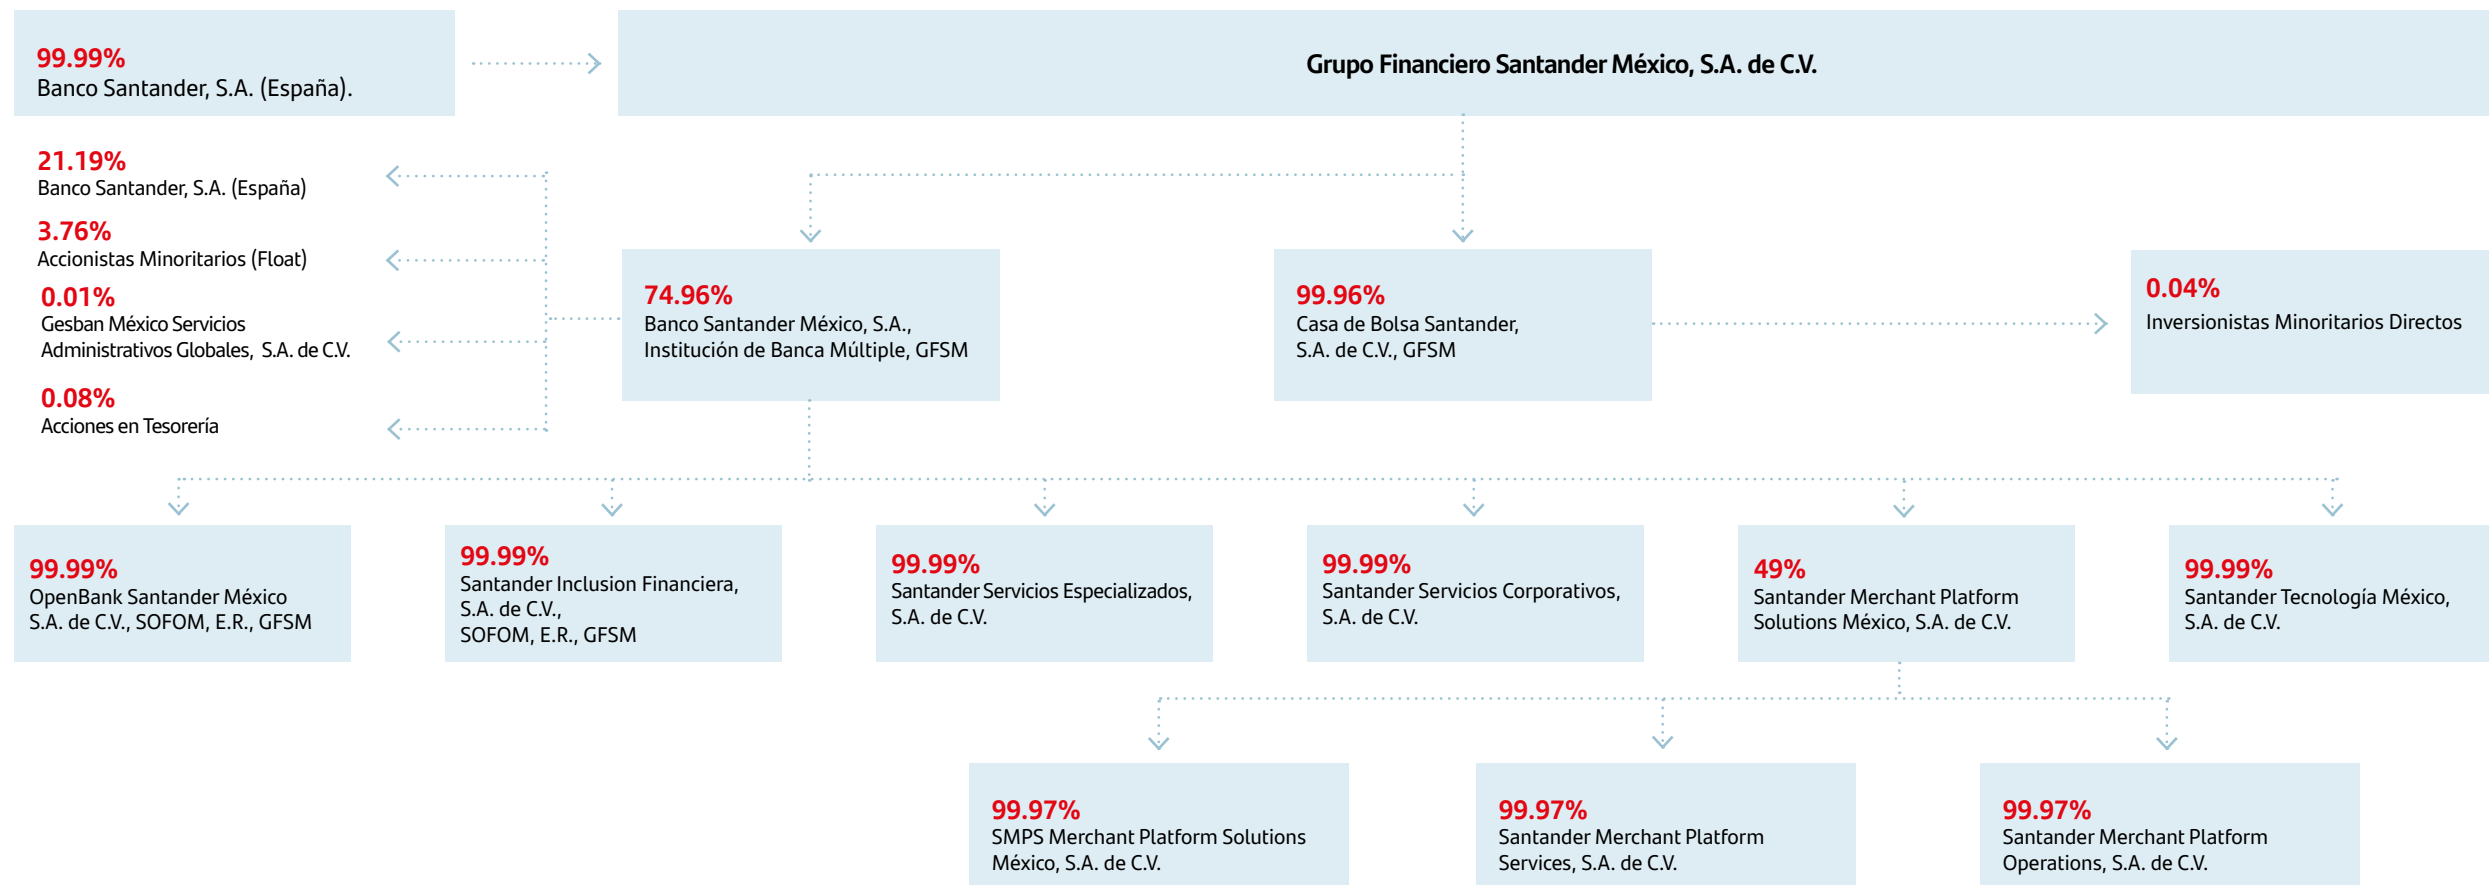 99.99%
Banco Santander, S.A. (España).
Grupo Financiero Santander México, S.A. de C.V.
21.19%
Banco Santander, S.A. (España)
3.76%
Accionistas Minoritarios (Float)
0.01%
Gesban México Servicios
Administrativos Globales, S.A. de C.V.
0.08%
Acciones en Tesorería
74.96%
Banco Santander México, S.A.,
Institución de Banca Múltiple, GFSM
99.96%
Casa de Bolsa Santander,
S.A. de C.V., GFSM
0.04%
Inversionistas Minoritarios Directos
99.99%
OpenBank Santander México
S.A. de C.V., SOFOM, E.R., GFSM
99.99%
Santander Inclusion Financiera,
S.A. de C.V.,
SOFOM, E.R., GFSM
99.99%
Santander Servicios Especializados,
S.A. de C.V.
99.99%
Santander Servicios Corporativos,
S.A. de C.V.
49%
Santander Merchant Platform
Solutions México, S.A. de C.V.
99.99%
Santander Tecnología México,
S.A. de C.V.
99.97%
SMPS Merchant Platform Solutions
México, S.A. de C.V.
99.97%
Santander Merchant Platform
Services, S.A. de C.V.
99.97%
Santander Merchant Platform
Operations, S.A. de C.V.